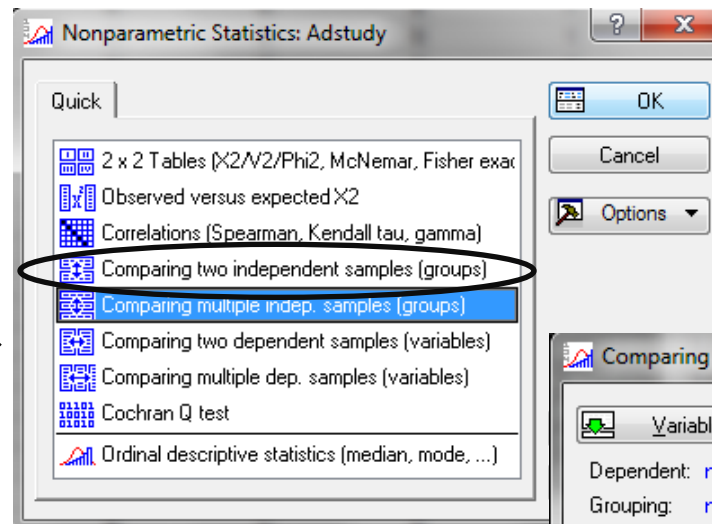 Nonparametric Statistics: Adstudy
Quick
OK
Cancel
Options
2 x 2 Tables (X2/V2/Phi2, McNemar, Fisher exac
Observed versus expected X2
Correlations (Spearman, Kendall tau, gamma)
Comparing two independent samples (groups)
Comparing multiple indep. samples (groups)
Comparing two dependent samples (variables)
Comparing multiple dep. samples (variables)
Cochran Q test
Ordinal descriptive statistics (median, mode, ...)
Comparing
Variabl
Dependent: n
Grouping: n